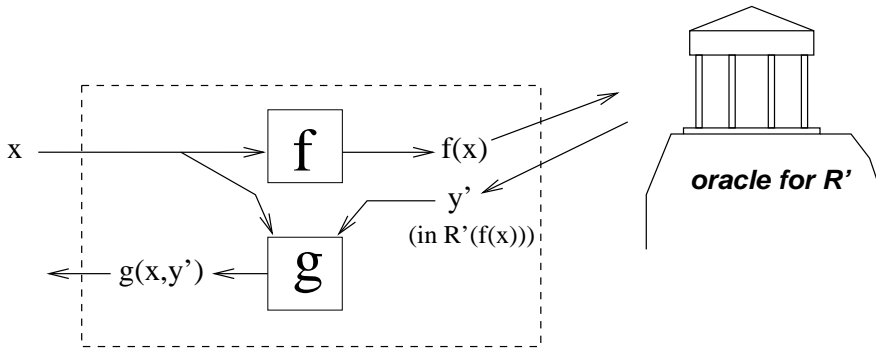 x
f
f(x)
oracle for R’
y’
(in R’(f(x)))
g
g(x,y’)